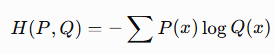 H(P, Q) = − ∑ P(x) log Q(x)